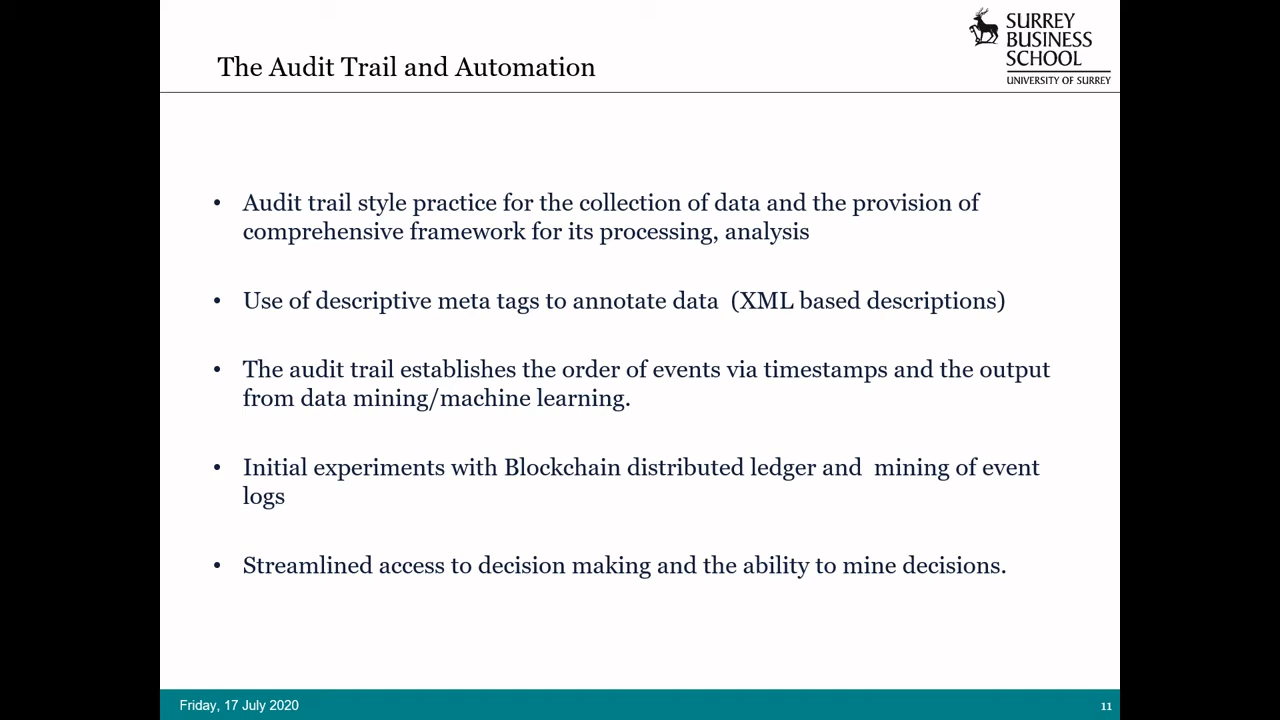 The Audit Trail and Automation
SURREY
BUSINESS
SCHOOL
UNIVERSITY OF SURREY
• Audit trail style practice for the collection of data and the provision of
comprehensive framework for its processing, analysis
• Use of descriptive meta tags to annotate data  (XML based descriptions)
• The audit trail establishes the order of events via timestamps and the output
from data mining/machine learning.
• Initial experiments with Blockchain distributed ledger and  mining of event
logs
• Streamlined access to decision making and the ability to mine decisions.
Friday, 17 July 2020
11